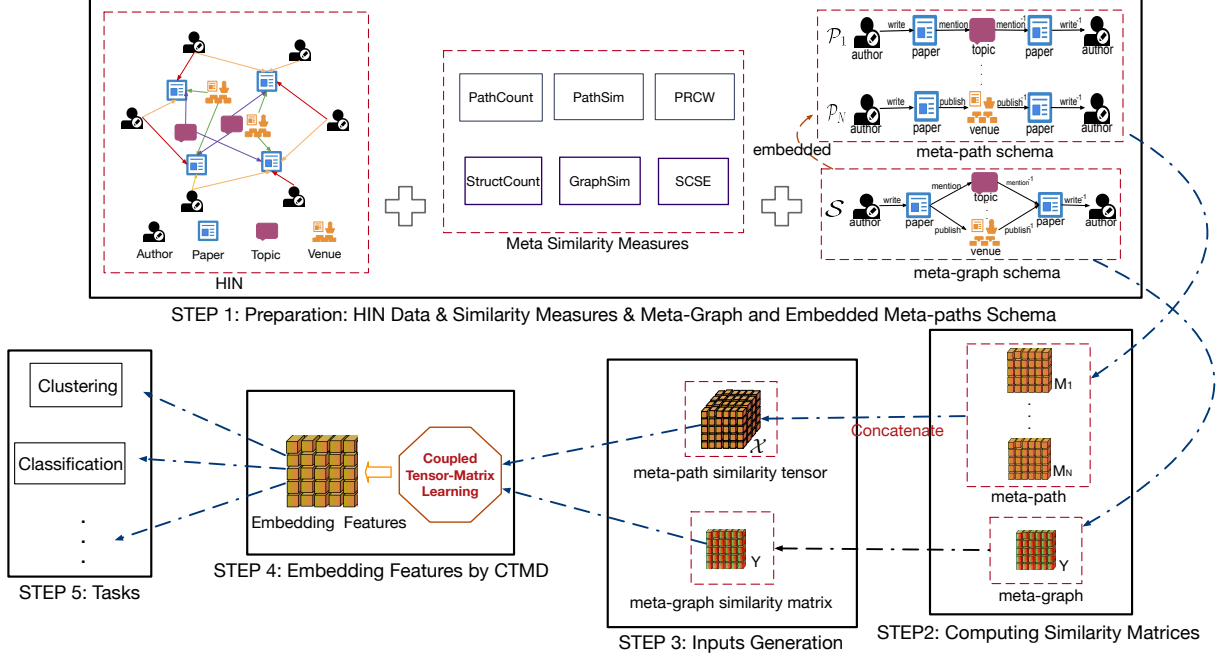 P1
author
write
paper
mention
topic
mention-1
paper
write-1
author
PN
author
write
paper
publish
venue
publish-1
paper
write-1
author
meta-path schema
embedded
S
author
write
paper
mention
topic
mention-1
publish
venue
publish-1
paper
write-1
author
meta-graph schema
PathCount
PathSim
PRCW
StructCount
GraphSim
SCSE
Meta Similarity Measures
Author
Paper
Topic
Venue
HIN
STEP 1: Preparation: HIN Data & Similarity Measures & Meta-Graph and Embedded Meta-paths Schema
M1
MN
meta-path
Y
meta-graph
STEP2: Computing Similarity Matrices
Concatenate
X
meta-path similarity tensor
Y
meta-graph similarity matrix
STEP 3: Inputs Generation
Coupled
Tensor-Matrix
Learning
Embedding Features
STEP 4: Embedding Features by CTMD
Clustering
Classification
STEP 5: Tasks